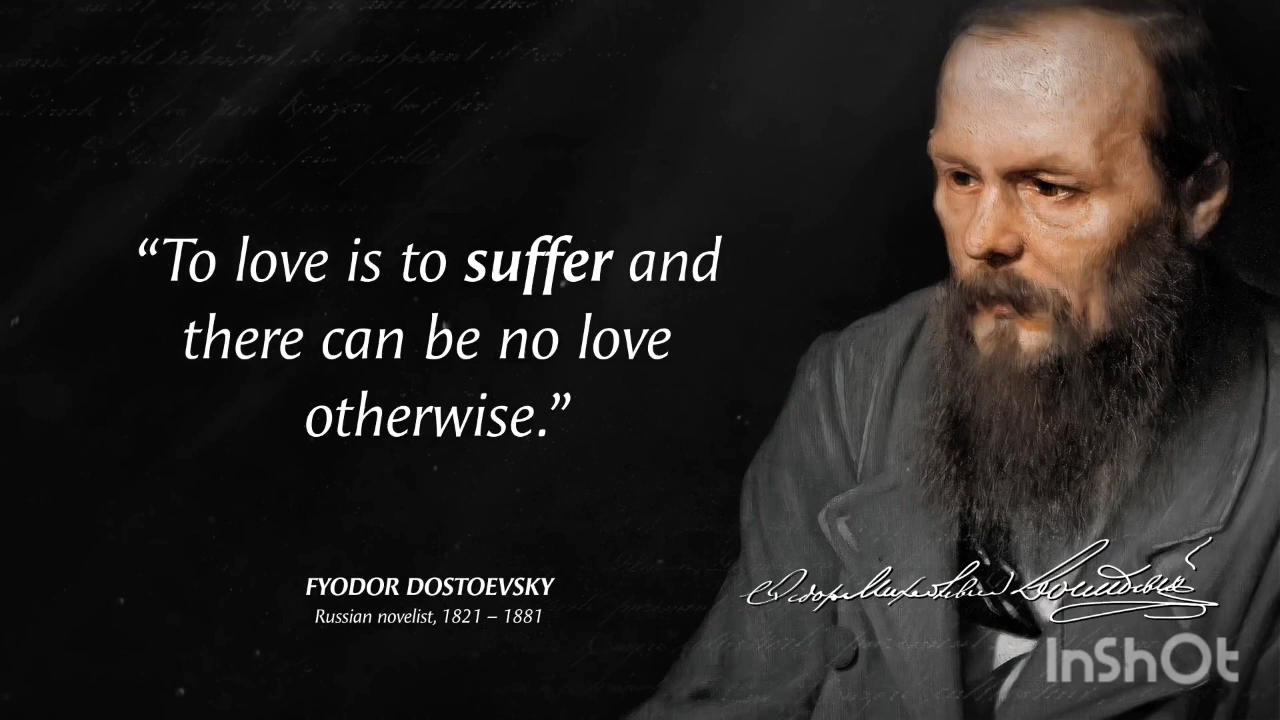 “To love is to suffer and
there can be no love
otherwise.”
FYODOR DOSTOEVSKY
Russian novelist, 1821 – 1881
InShOt